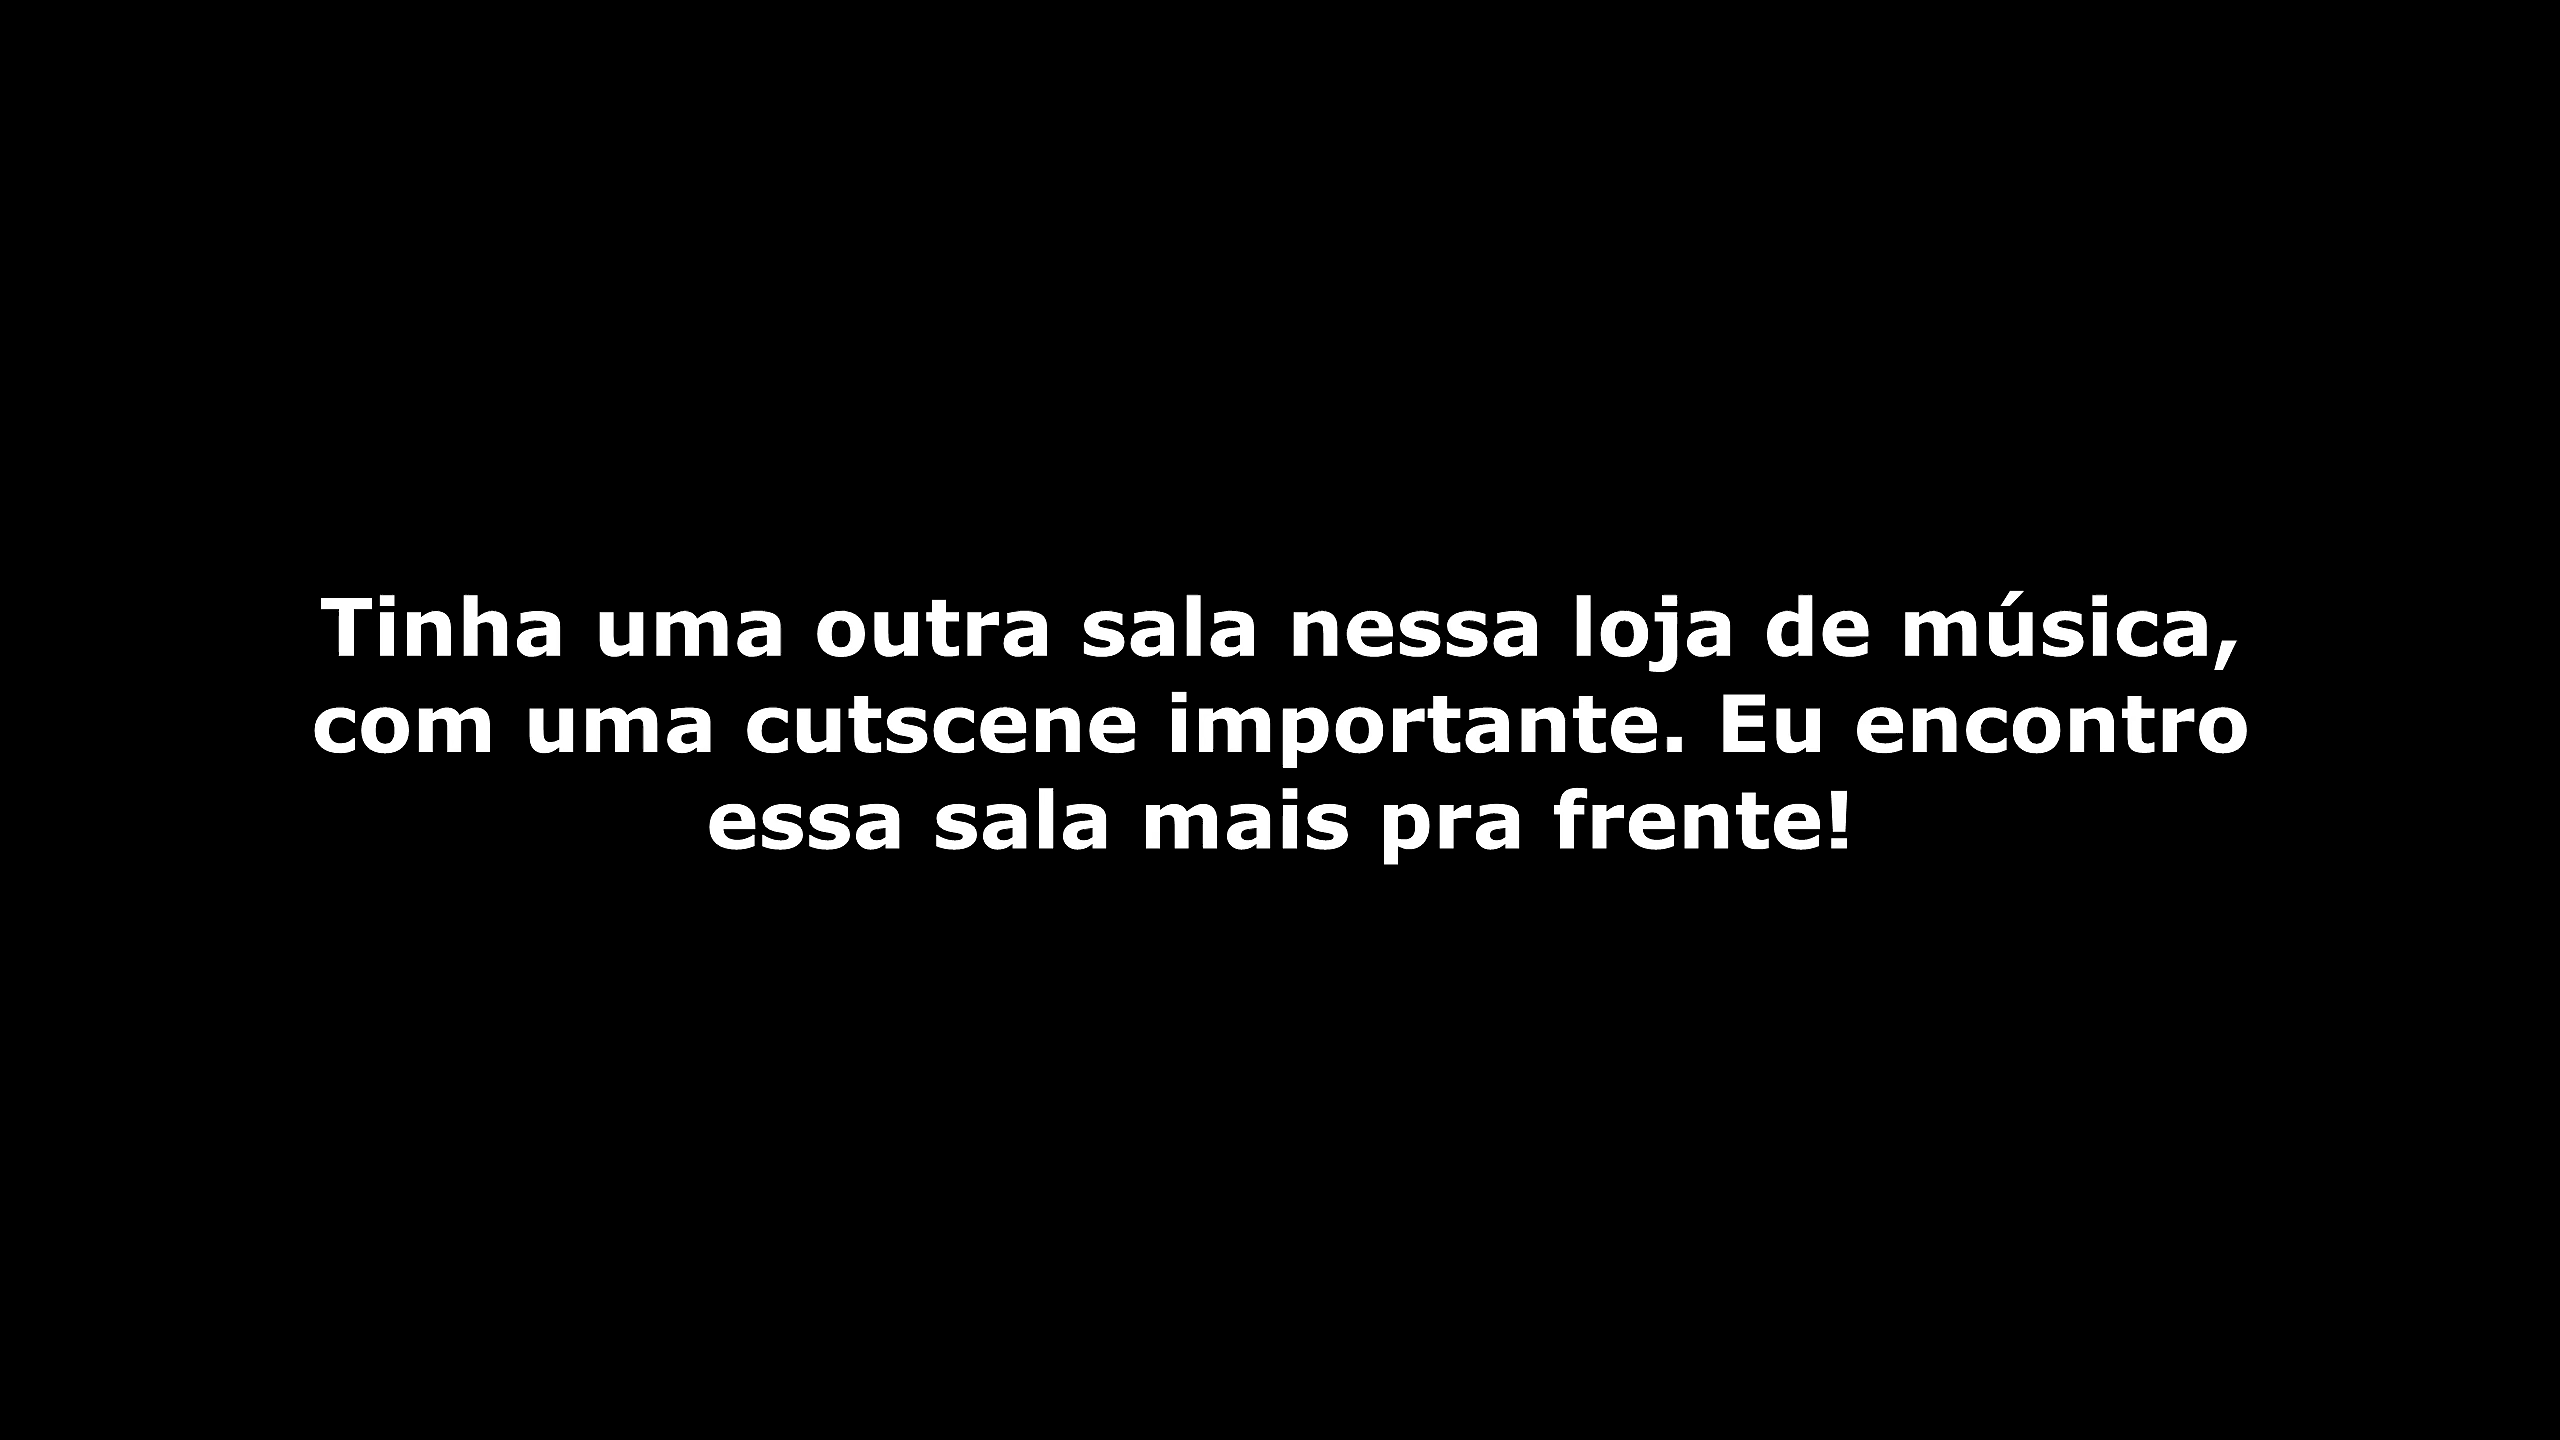 Tinha uma outra sala nessa loja de música,
com uma cutscene importante. Eu encontro
essa sala mais pra frente!